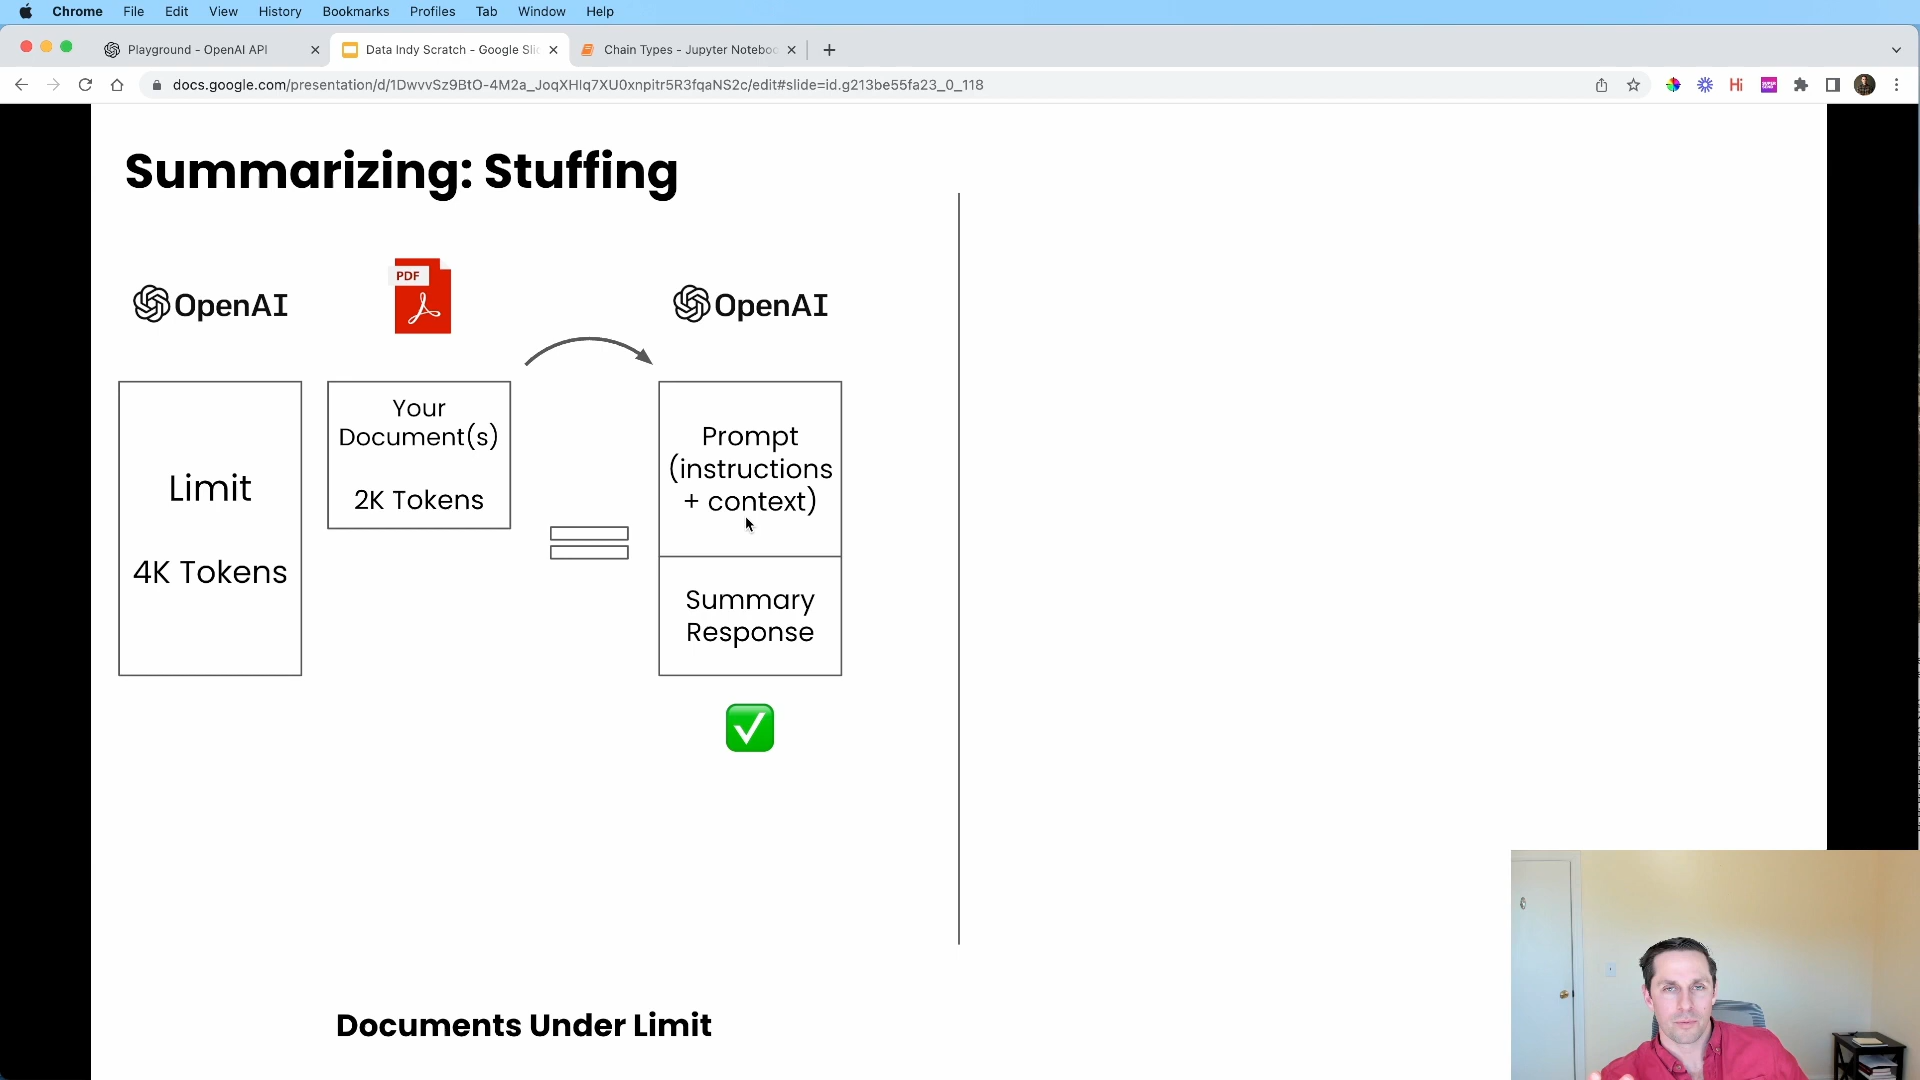 Chrome File Edit View History Bookmarks Profiles Tab Window Help
Playground - OpenAI API
Data Indy Scratch - Google Slid
Chain Types - Jupyter Noteboo
docs.google.com/presentation/d/1DwvvSz9BtO-4M2a_JoqXHIq7XU0xnpitr5R3fqaNS2c/edit#slide=id.g213be55fa23_0_118
Hi
Summarizing: Stuffing
OpenAI
PDF
OpenAI
Limit
4K Tokens
Your
Document(s)
2K Tokens
Prompt
(instructions
+ context)
Summary
Response
Documents Under Limit